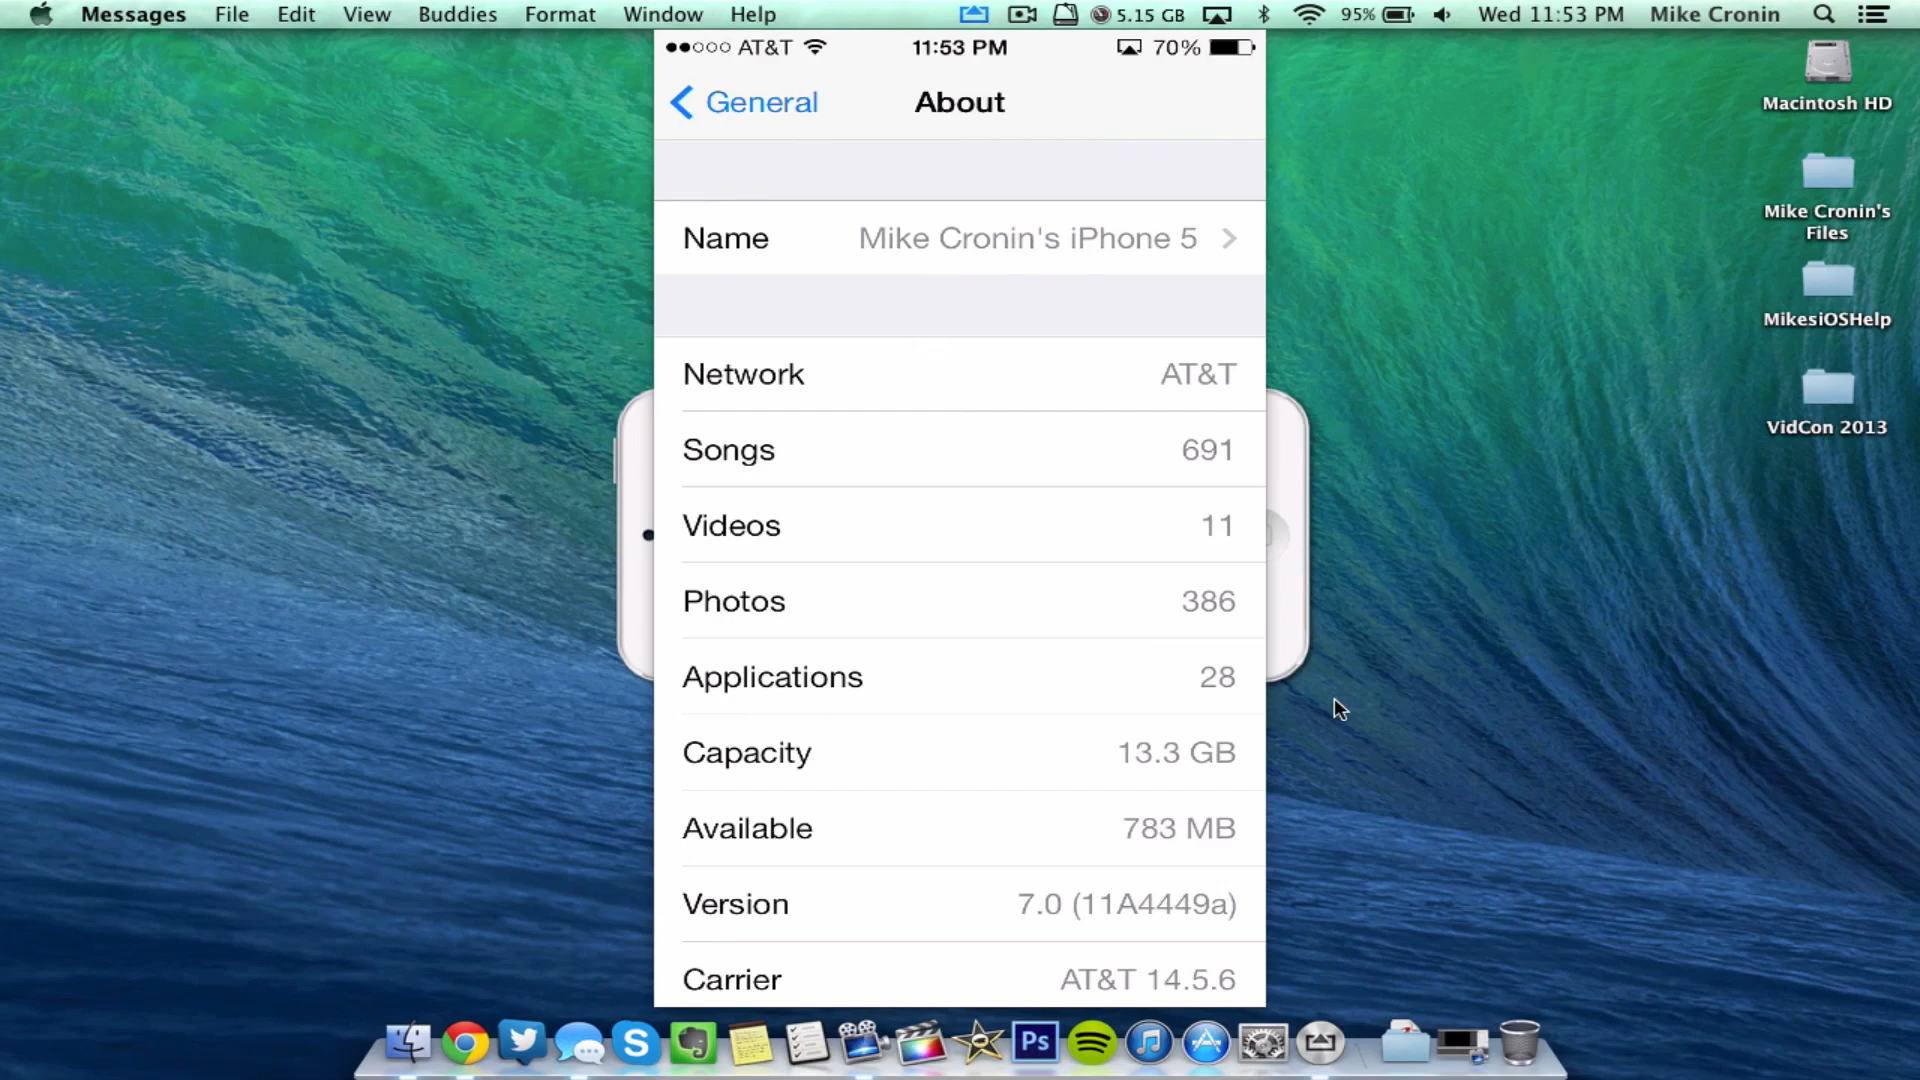 Messages File Edit View Buddies Format Window Help 5.15 GB 95% Wed 11:53 PM Mike Cronin
AT&T 11:53 PM 70%
General About
Name Mike Cronin's iPhone 5
Network AT&T
Songs 691
Videos 11
Photos 386
Applications 28
Capacity 13.3 GB
Available 783 MB
Version 7.0 (11A4449a)
Carrier AT&T 14.5.6
Macintosh HD
Mike Cronin's
Files
MikesiOSHelp
VidCon 2013
Ps